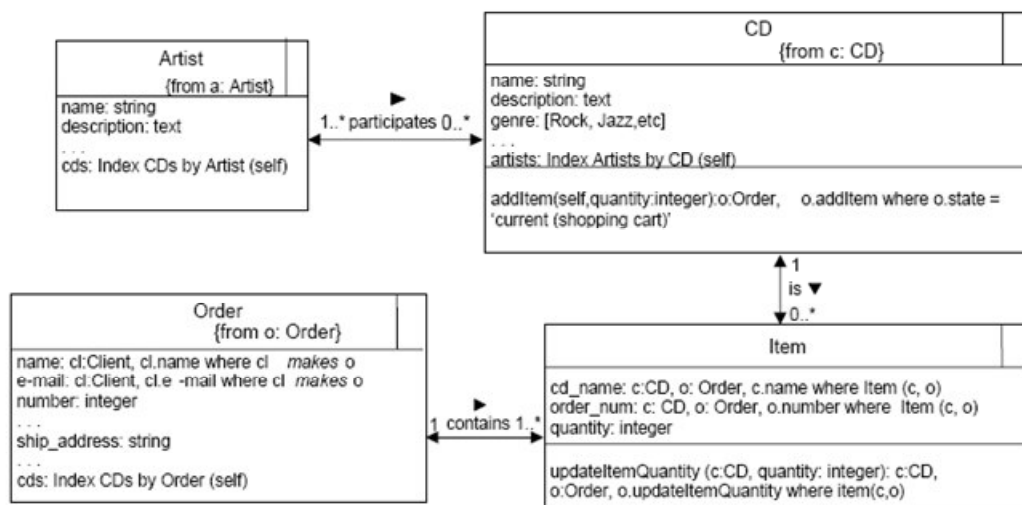 Artist
{from a: Artist}
name: string
description: text
. . .
cds: Index CDs by Artist (self)
►
1..* participates 0..*
CD
{from c: CD}
name: string
description: text
genre: [Rock, Jazz,etc]
. . .
artists: Index Artists by CD (self)
addItem(self,quantity:integer):o:Order, o.addItem where o.state =
'current (shopping cart)'
1
is ▼
0..*
Order
{from o: Order}
name: cl:Client, cl.name where cl makes o
e-mail: cl:Client, cl.e -mail where cl makes o
number: integer
. . .
ship_address: string
. . .
cds: Index CDs by Order (self)
►
1 contains 1..*
Item
cd_name: c:CD, o: Order, c.name where Item (c, o)
order_num: c: CD, o: Order, o.number where Item (c, o)
quantity: integer
updateItemQuantity (c:CD, quantity: integer): c:CD,
o:Order, o.updateItemQuantity where item(c,o)